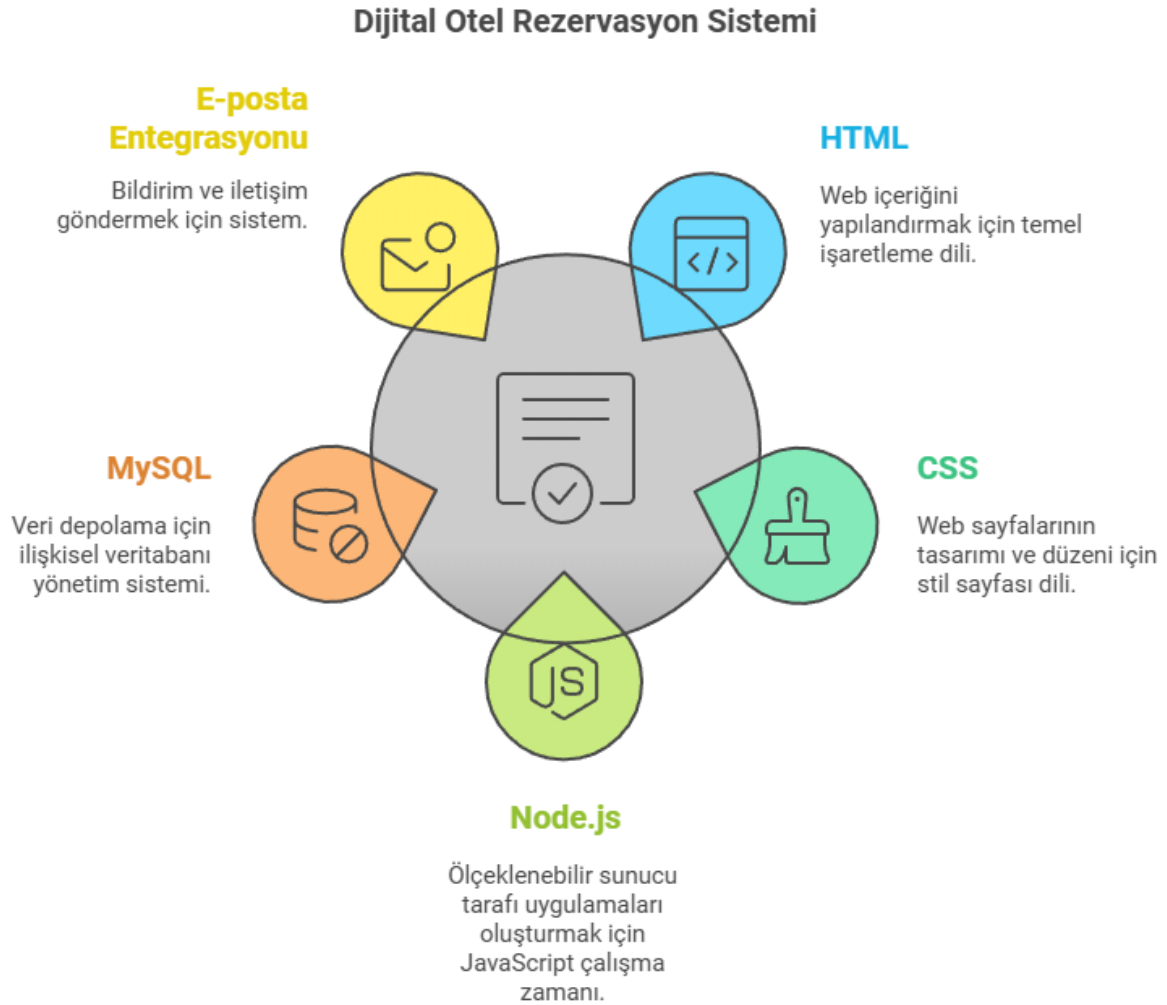 Dijital Otel Rezervasyon Sistemi
E-posta
Entegrasyonu
Bildirim ve iletişim
göndermek için sistem.
HTML
Web içeriğini
yapılandırmak için temel
işaretleme dili.
</>
MySQL
Veri depolama için
ilişkisel veritabanı
yönetim sistemi.
CSS
Web sayfalarının
tasarımı ve düzeni için
stil sayfası dili.
JS
Node.js
Ölçeklenebilir sunucu
tarafı uygulamaları
oluşturmak için
JavaScript çalışma
zamanı.